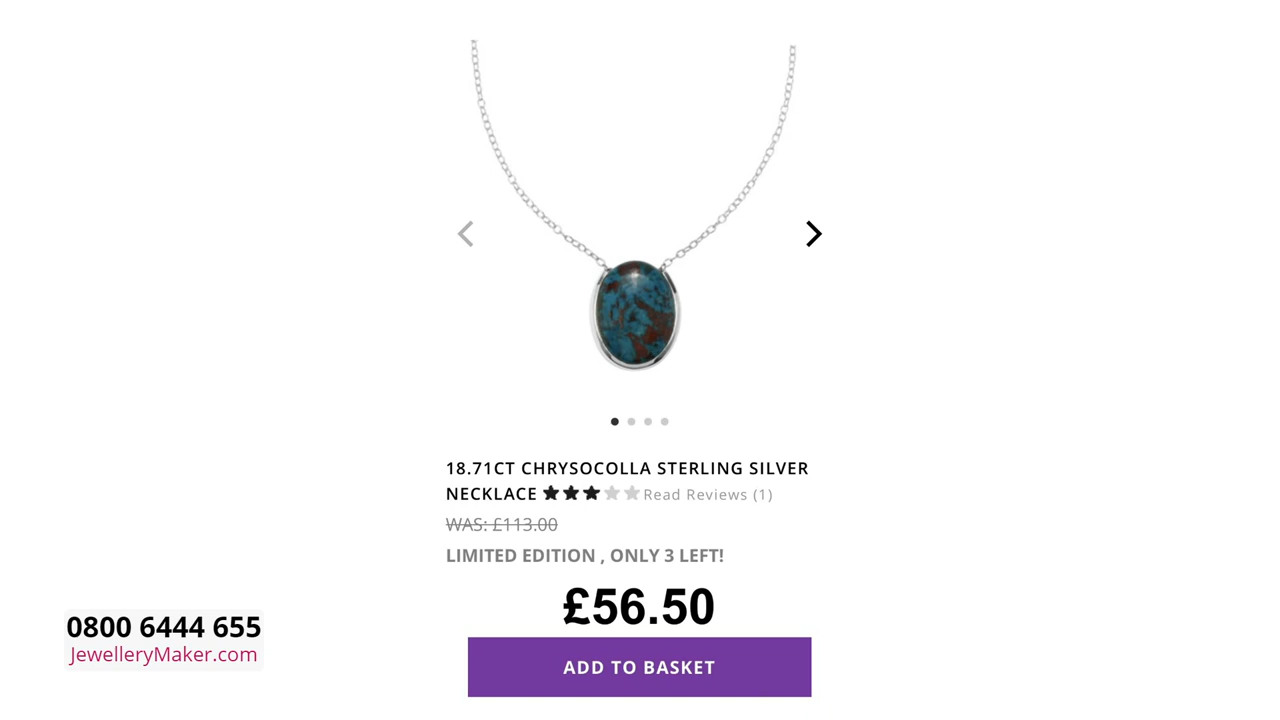 18.71CT CHRYSOCOLLA STERLING SILVER
NECKLACE Read Reviews (1)
WAS: £113.00
LIMITED EDITION , ONLY 3 LEFT!
£56.50
ADD TO BASKET
0800 6444 655
JewelleryMaker.com